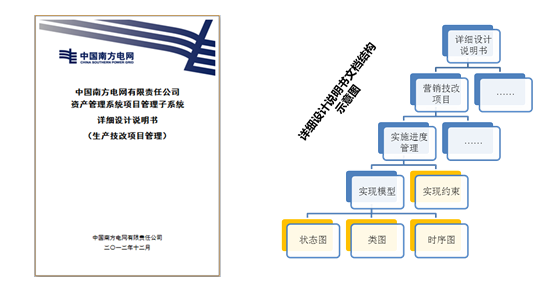 中国南方电网
CHINA SOUTHERN POWER GRID
中国南方电网有限责任公司
资产管理系统项目管理子系统
详细设计说明书
（生产技改项目管理）
中国南方电网有限责任公司
二〇一二年十二月
详细设计说明书文档结构
示意图
详细设计
说明书
营销技改
项目
……
实施进度
管理
……
实现模型
实现约束
状态图
类图
时序图